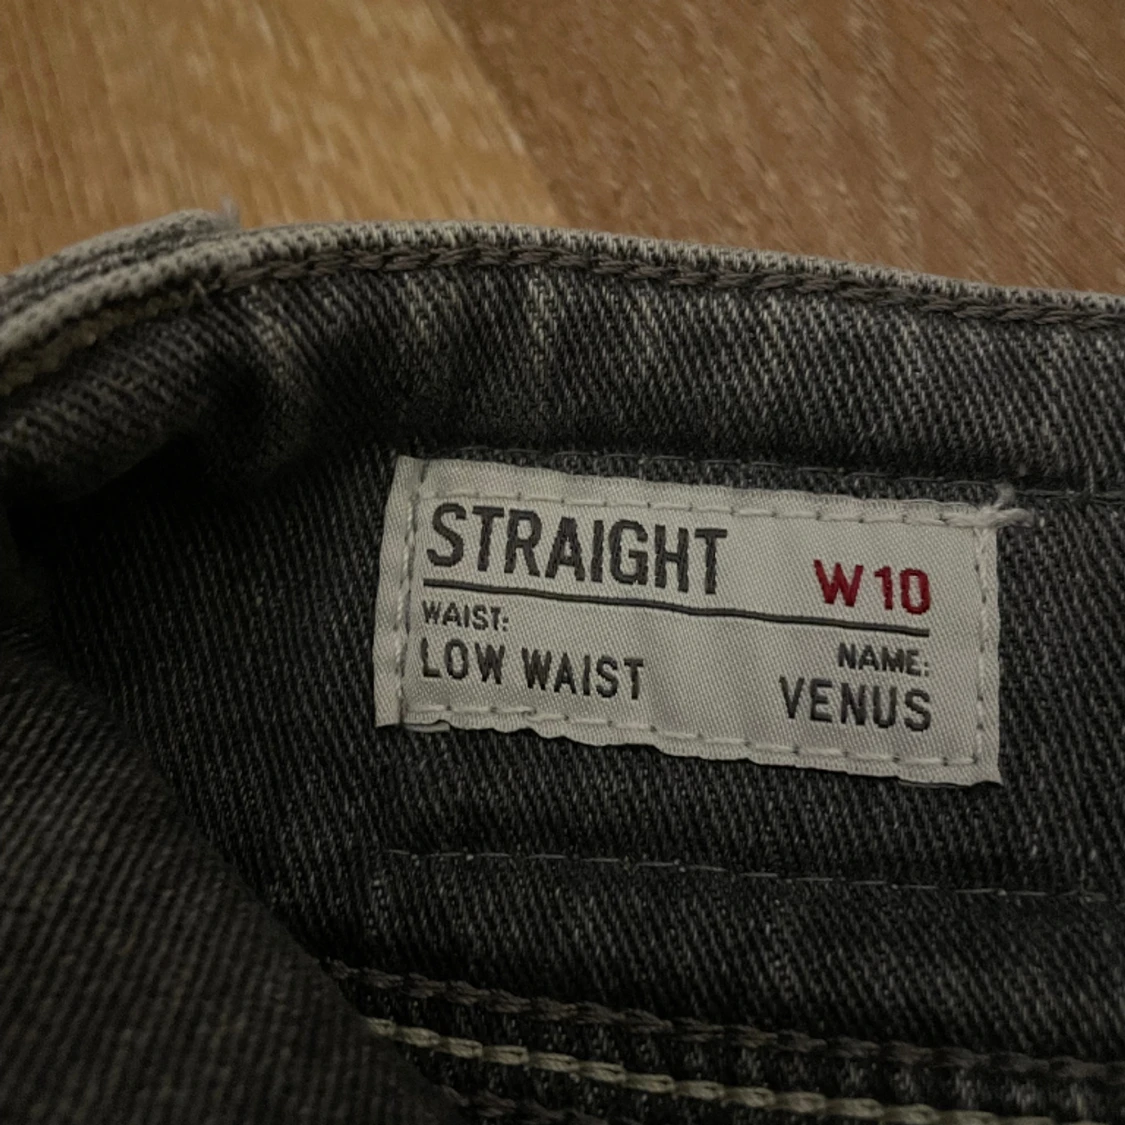 STRAIGHT W10
WAIST:
LOW WAIST
NAME:
VENUS